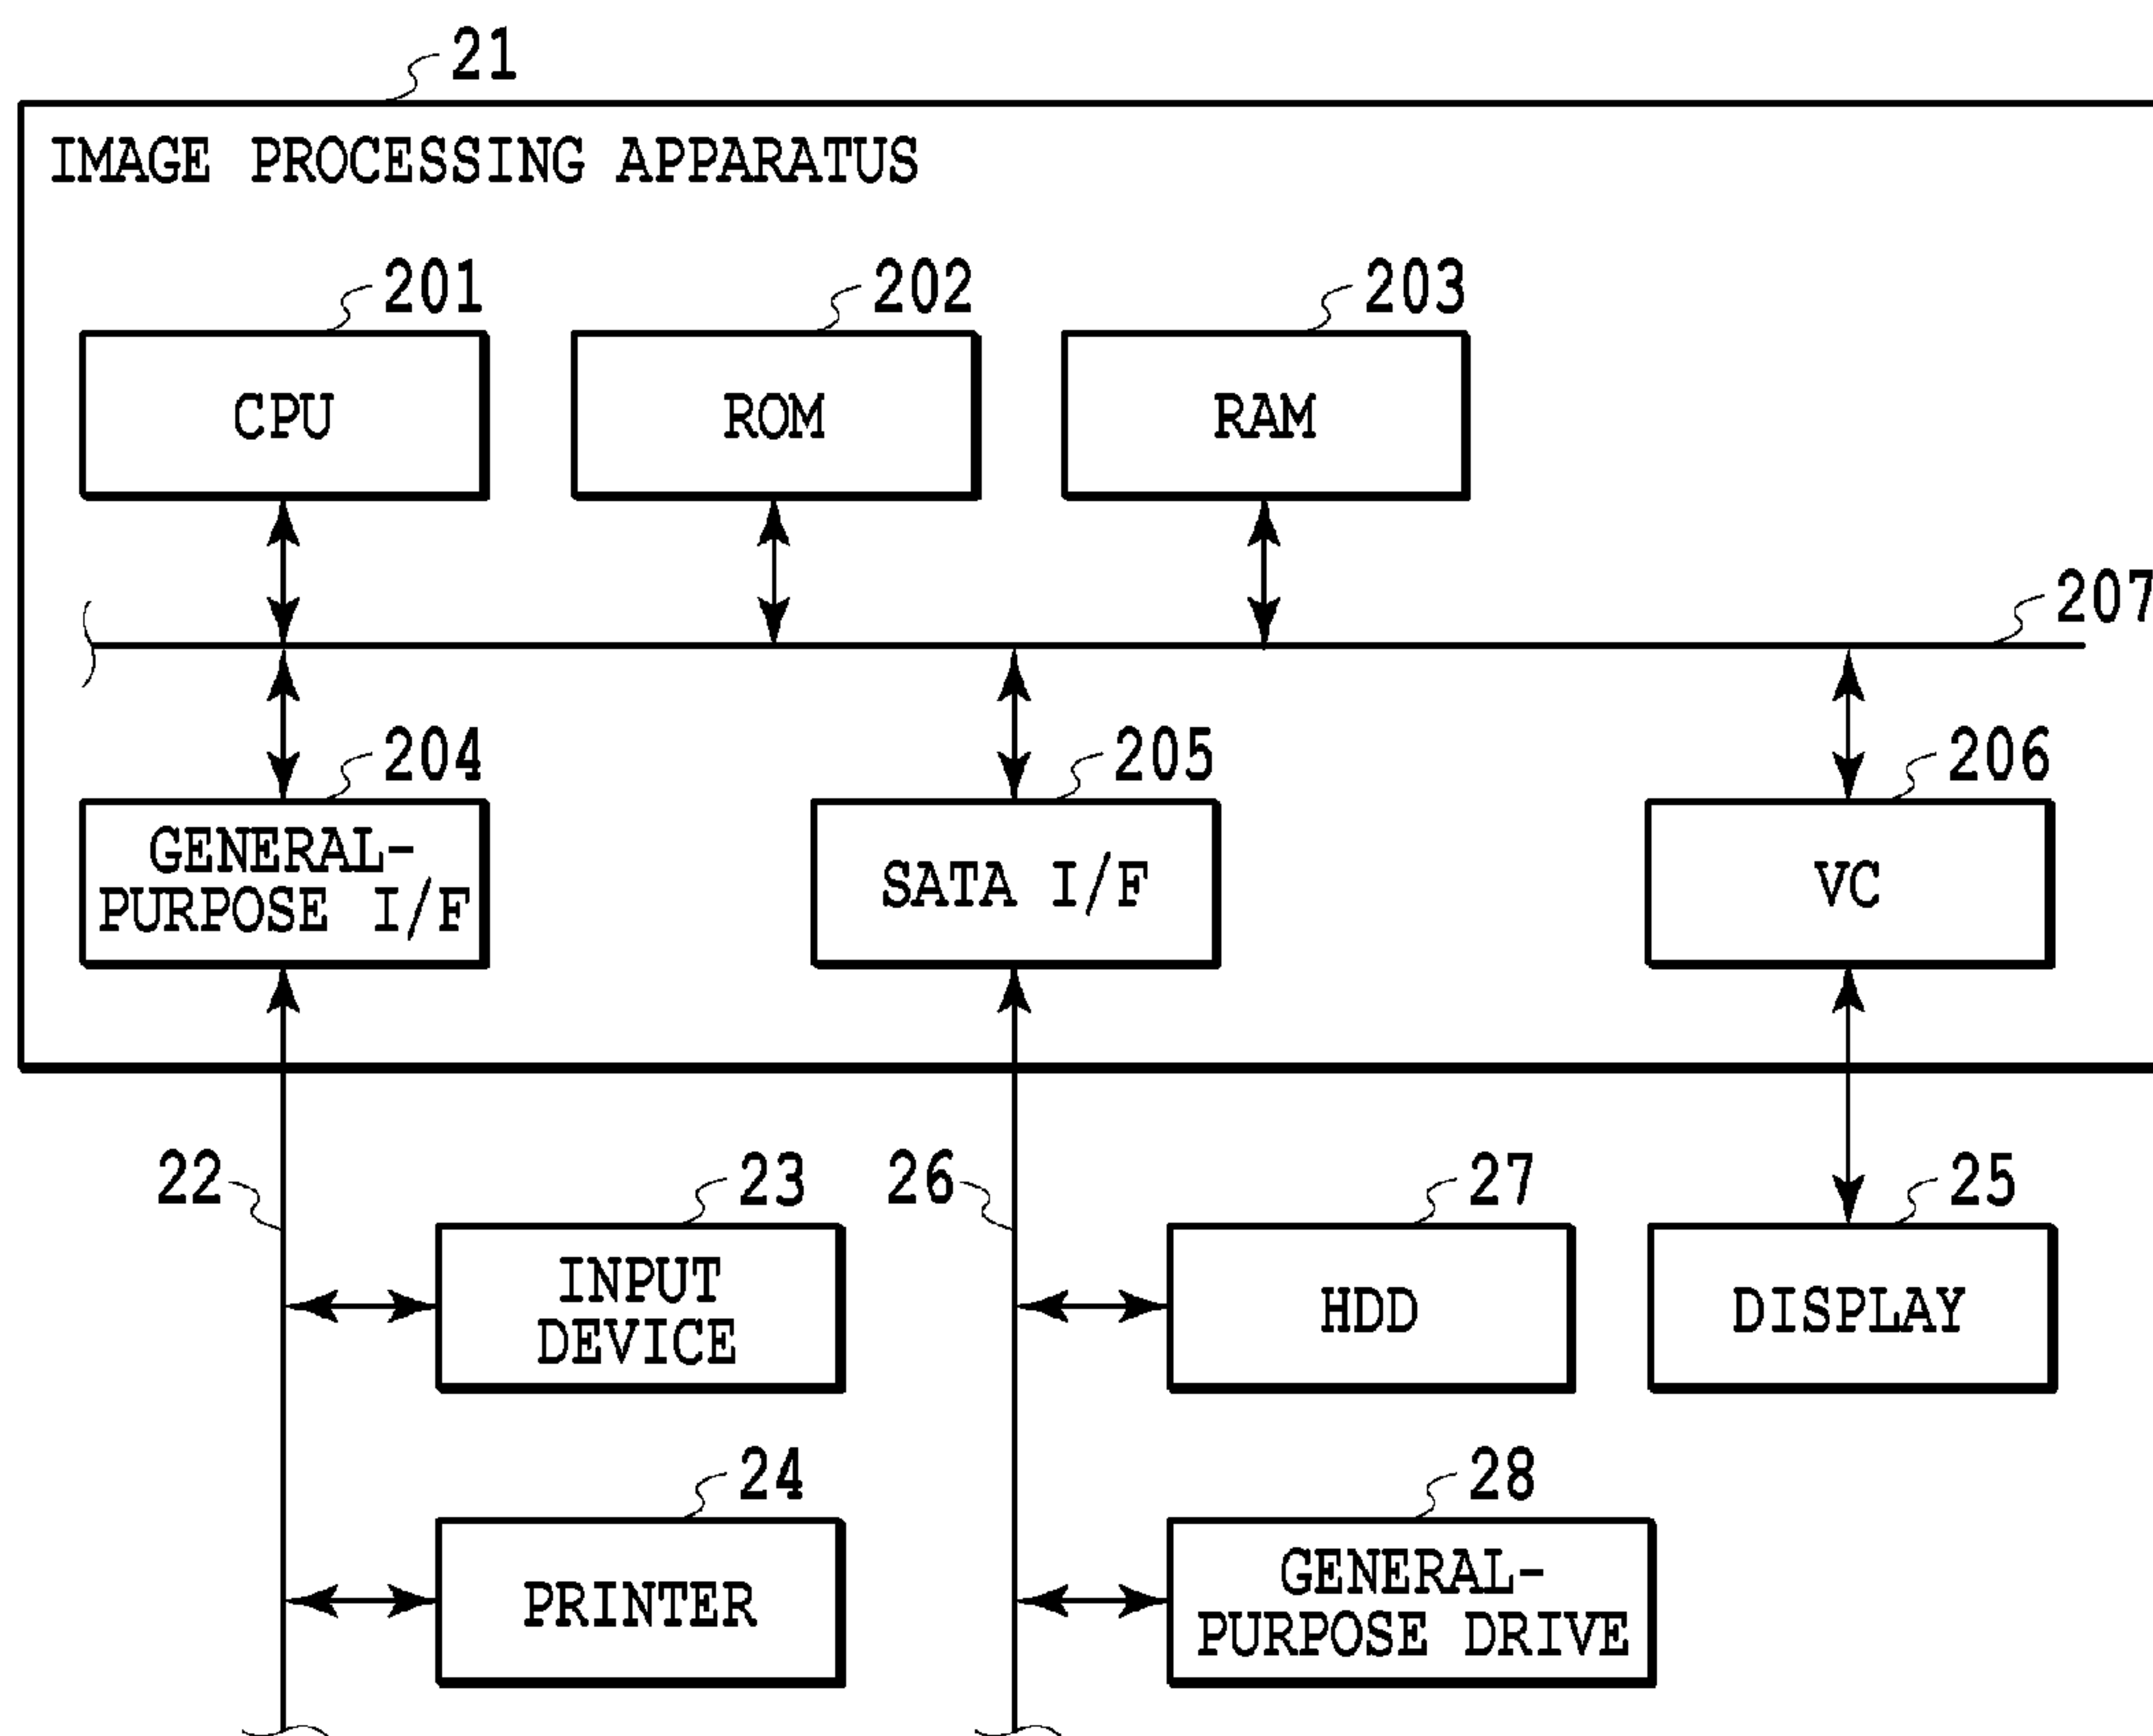 21
IMAGE PROCESSING APPARATUS
201
202
203
CPU
ROM
RAM
207
204
205
206
GENERAL-
PURPOSE I/F
SATA I/F
VC
22
23
26
27
25
INPUT
DEVICE
HDD
DISPLAY
24
28
PRINTER
GENERAL-
PURPOSE DRIVE